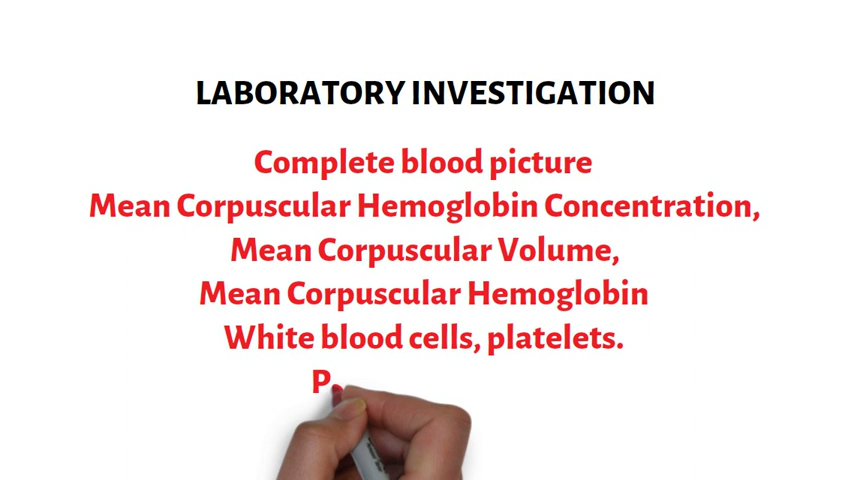 LABORATORY INVESTIGATION
Complete blood picture
Mean Corpuscular Hemoglobin Concentration,
Mean Corpuscular Volume,
Mean Corpuscular Hemoglobin
White blood cells, platelets.
P